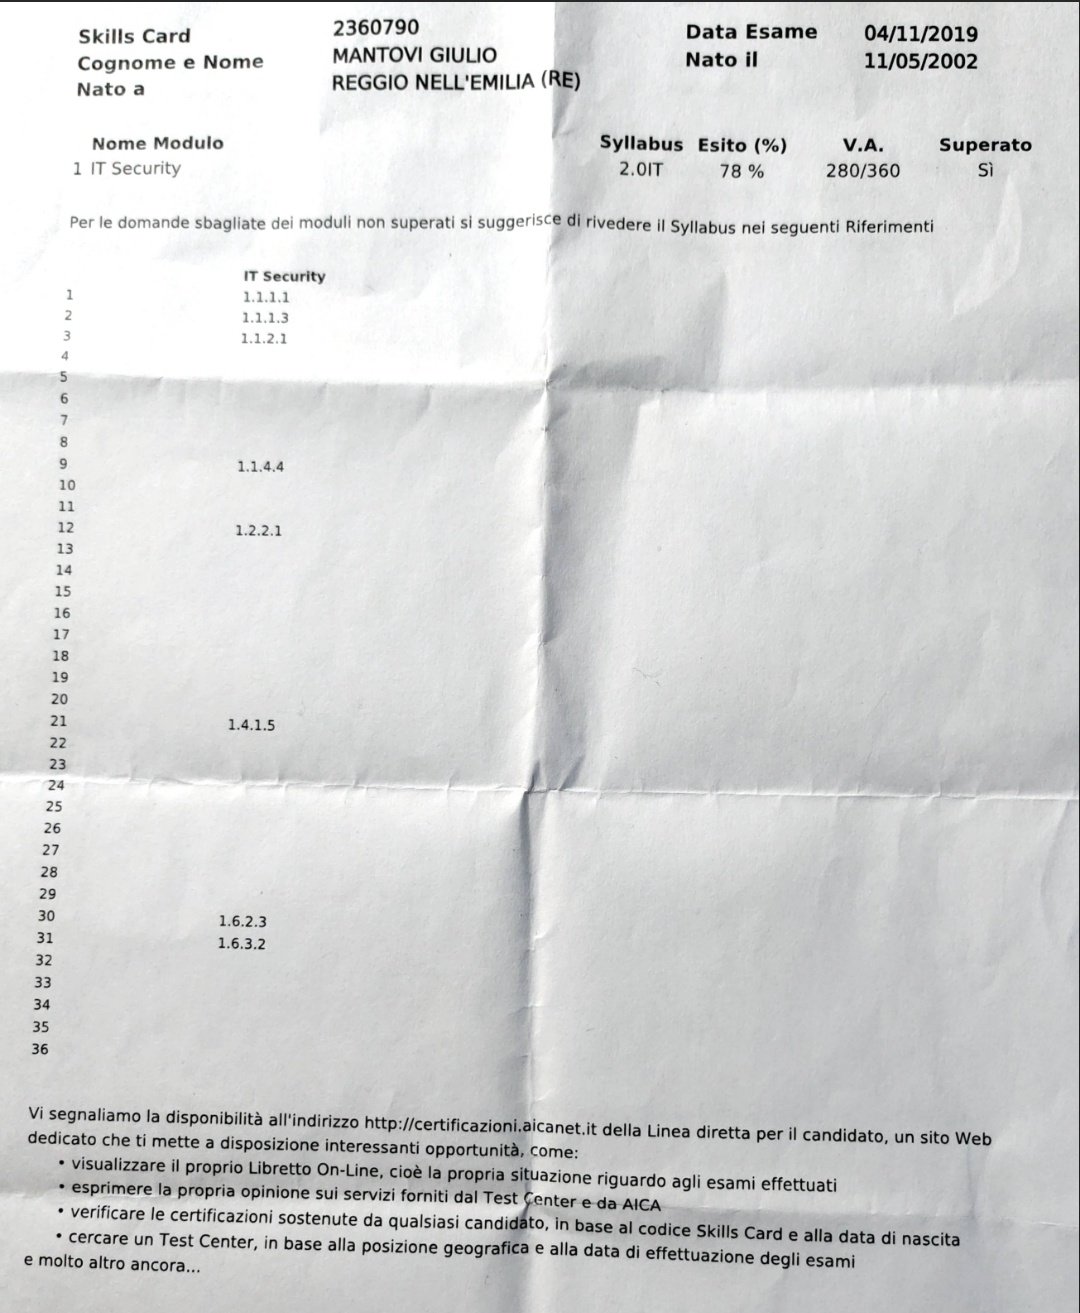 Skills Card 2360790 Data Esame 04/11/2019
Cognome e Nome MANTOVI GIULIO Nato il 11/05/2002
Nato a REGGIO NELL'EMILIA (RE)
Nome Modulo Syllabus Esito (%) V.A. Superato
1 IT Security 2.0IT 78 % 280/360 Sì
Per le domande sbagliate dei moduli non superati si suggerisce di rivedere il Syllabus nei seguenti Riferimenti
IT Security
1 1.1.1.1
2 1.1.1.3
3 1.1.2.1
4
5
6
7
8
9 1.1.4.4
10
11
12 1.2.2.1
13
14
15
16
17
18
19
20
21 1.4.1.5
22
23
24
25
26
27
28
29
30 1.6.2.3
31 1.6.3.2
32
33
34
35
36
Vi segnaliamo la disponibilità all'indirizzo http://certificazioni.aicanet.it della Linea diretta per il candidato, un sito Web
dedicato che ti mette a disposizione interessanti opportunità, come:
• visualizzare il proprio Libretto On-Line, cioè la propria situazione riguardo agli esami effettuati
• esprimere la propria opinione sui servizi forniti dal Test Center e da AICA
• verificare le certificazioni sostenute da qualsiasi candidato, in base al codice Skills Card e alla data di nascita
• cercare un Test Center, in base alla posizione geografica e alla data di effettuazione degli esami
e molto altro ancora...